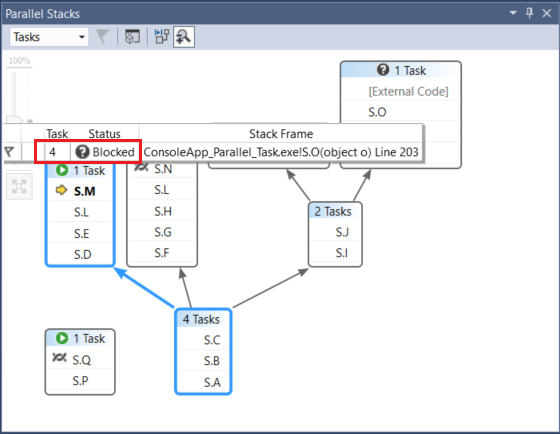 Parallel Stacks
Tasks
100%
1 Task
[External Code]
S.O
Task Status Stack Frame
4 Blocked ConsoleApp_Parallel_Task.exe!S.O(object o) Line 203
1 Task
S.M
S.L
S.E
S.D
S.N
S.L
S.H
S.G
S.F
2 Tasks
S.J
S.I
4 Tasks
S.C
S.B
S.A
1 Task
S.Q
S.P